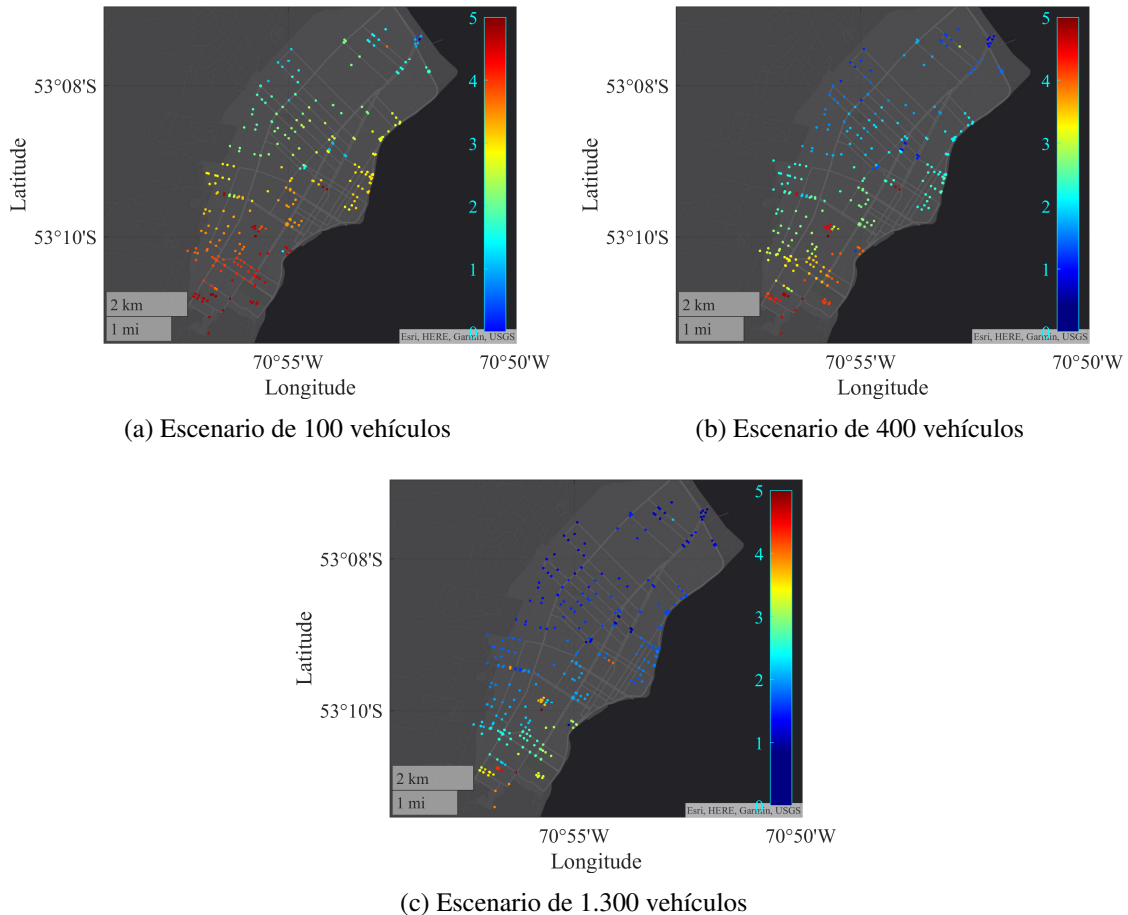 5
4
3
2
1
0
53°08'S
53°10'S
Latitude
2 km
1 mi
Esri, HERE, Garmin, USGS
70°55'W
70°50'W
Longitude
(a) Escenario de 100 vehículos
5
4
3
2
1
0
53°08'S
53°10'S
Latitude
2 km
1 mi
Esri, HERE, Garmin, USGS
70°55'W
70°50'W
Longitude
(b) Escenario de 400 vehículos
5
4
3
2
1
0
53°08'S
53°10'S
Latitude
2 km
1 mi
Esri, HERE, Garmin, USGS
70°55'W
70°50'W
Longitude
(c) Escenario de 1.300 vehículos